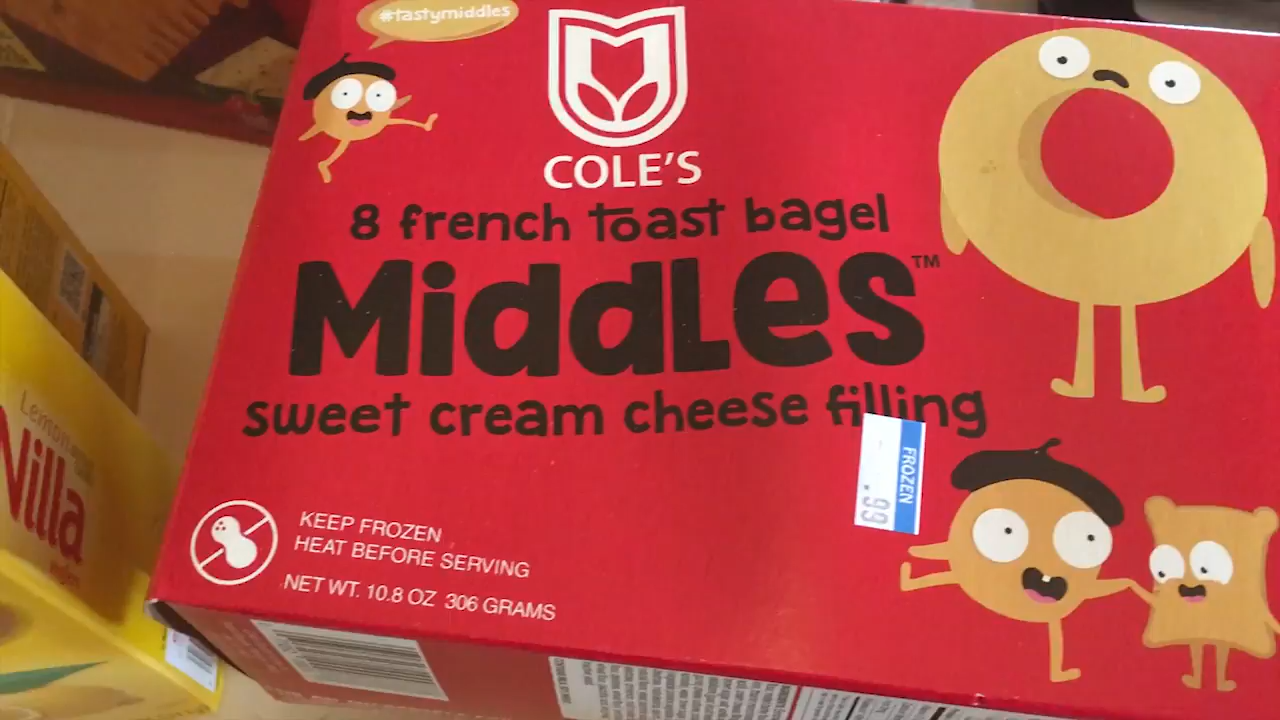 #tastymiddles
COLE'S
8 french toast bagel
Middles™
sweet cream cheese filling
FROZEN
.99
KEEP FROZEN
HEAT BEFORE SERVING
NET WT. 10.8 OZ 306 GRAMS
Nilla